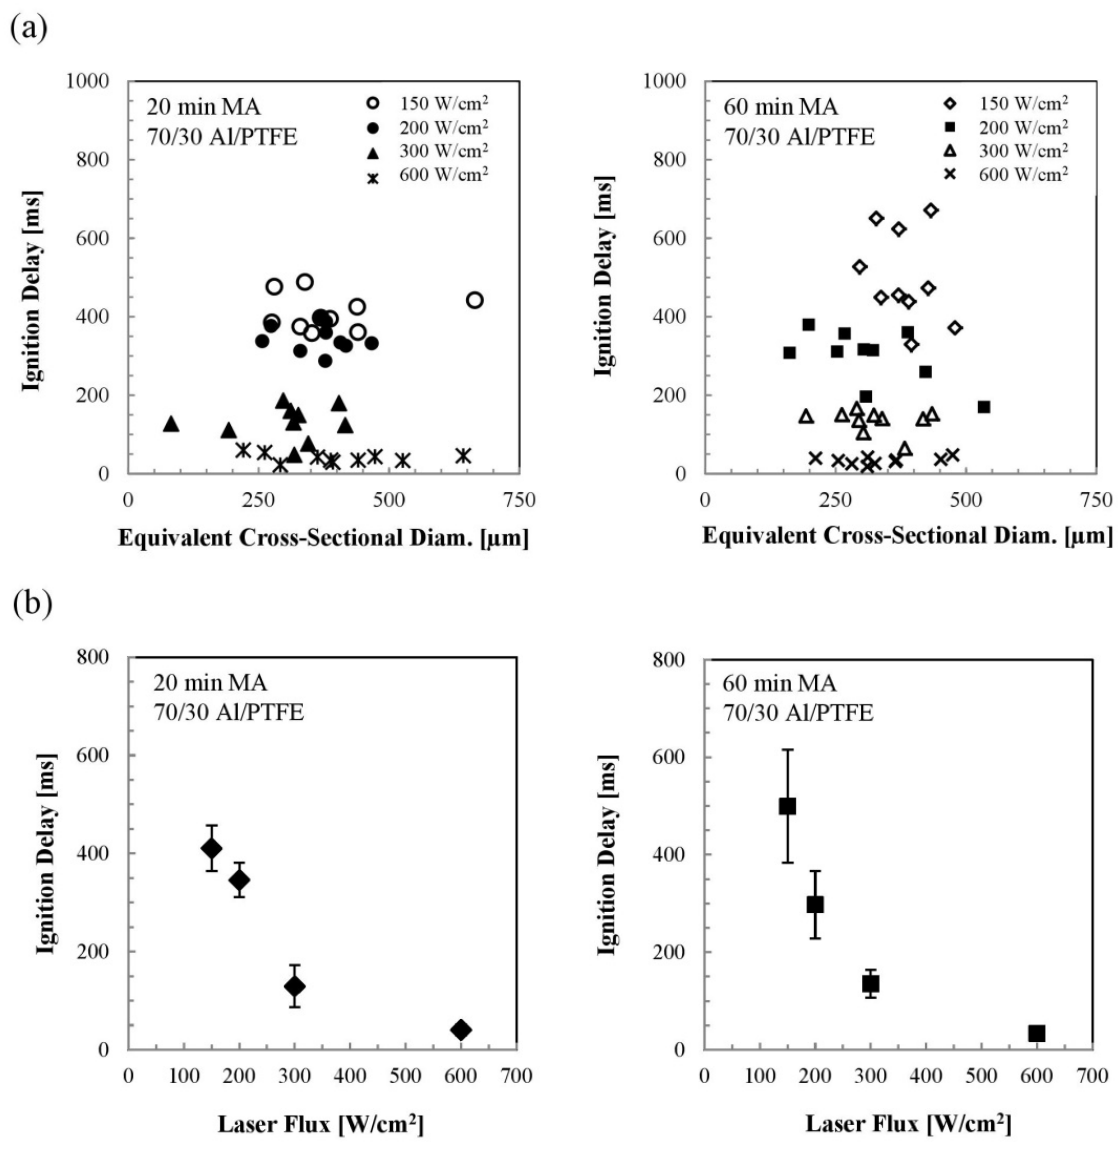 (a)
20 min MA
70/30 Al/PTFE
150 W/cm²
200 W/cm²
300 W/cm²
600 W/cm²
1000
800
600
400
200
0
0 250 500 750
Ignition Delay [ms]
Equivalent Cross-Sectional Diam. [µm]
60 min MA
70/30 Al/PTFE
150 W/cm²
200 W/cm²
300 W/cm²
600 W/cm²
1000
800
600
400
200
0
0 250 500 750
Ignition Delay [ms]
Equivalent Cross-Sectional Diam. [µm]
(b)
20 min MA
70/30 Al/PTFE
800
600
400
200
0
0 100 200 300 400 500 600 700
Ignition Delay [ms]
Laser Flux [W/cm²]
60 min MA
70/30 Al/PTFE
800
600
400
200
0
0 100 200 300 400 500 600 700
Ignition Delay [ms]
Laser Flux [W/cm²]